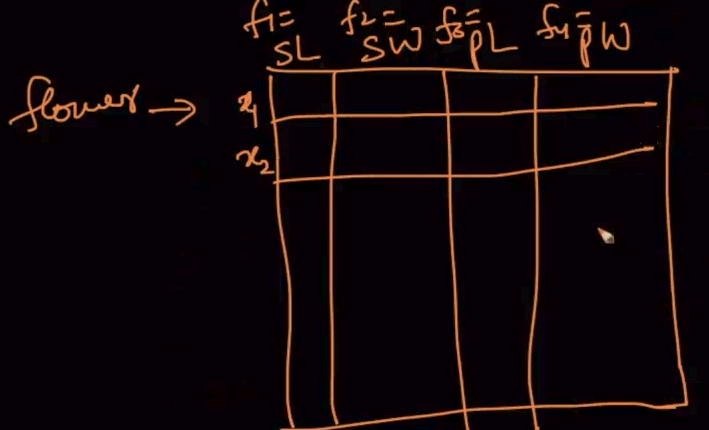 f₁= SL f₂= SW f₃= PL f₄= PW
flower → x₁
x₂